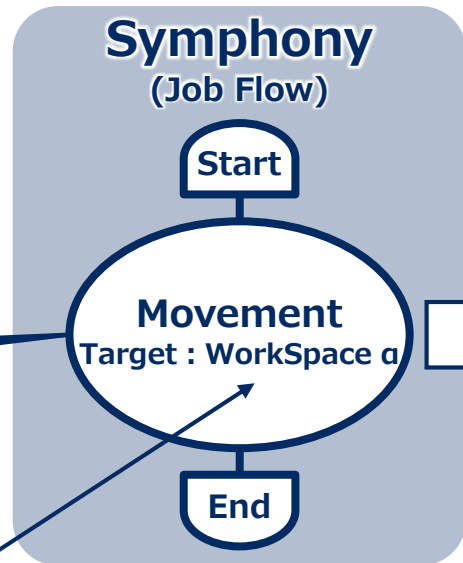 Symphony
(Job Flow)
Start
Movement
Target : WorkSpace α
End